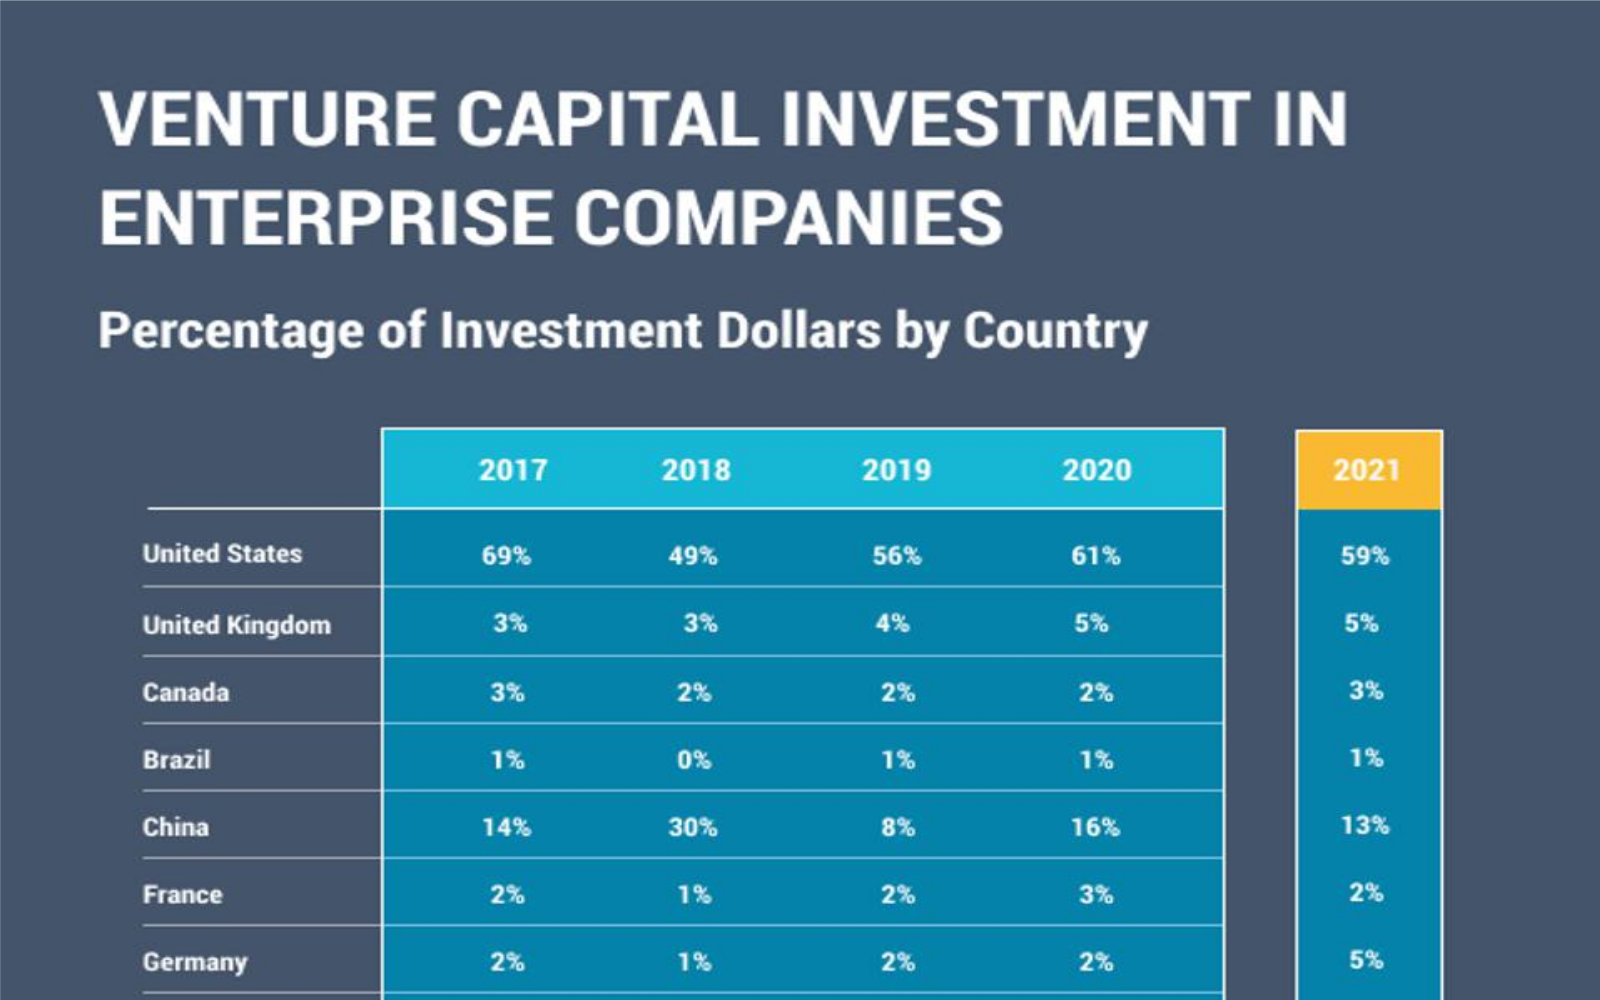 VENTURE CAPITAL INVESTMENT IN
ENTERPRISE COMPANIES
Percentage of Investment Dollars by Country
2017 2018 2019 2020 2021
United States 69% 49% 56% 61% 59%
United Kingdom 3% 3% 4% 5% 5%
Canada 3% 2% 2% 2% 3%
Brazil 1% 0% 1% 1% 1%
China 14% 30% 8% 16% 13%
France 2% 1% 2% 3% 2%
Germany 2% 1% 2% 2% 5%